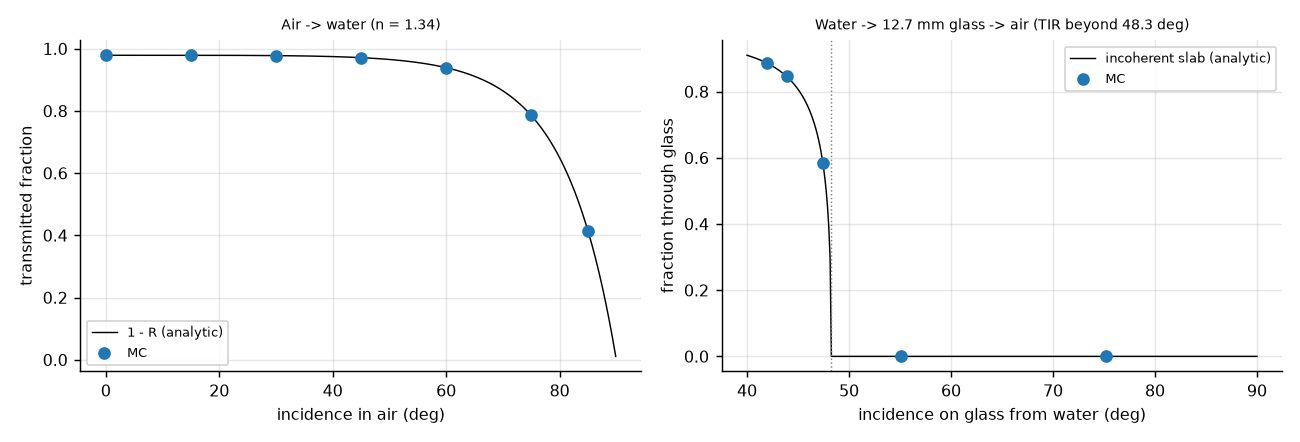 Air -> water (n = 1.34)
transmitted fraction
1.0
0.8
0.6
0.4
0.2
0.0
1 - R (analytic)
MC
0 20 40 60 80
incidence in air (deg)
Water -> 12.7 mm glass -> air (TIR beyond 48.3 deg)
fraction through glass
0.8
0.6
0.4
0.2
0.0
incoherent slab (analytic)
MC
40 50 60 70 80 90
incidence on glass from water (deg)